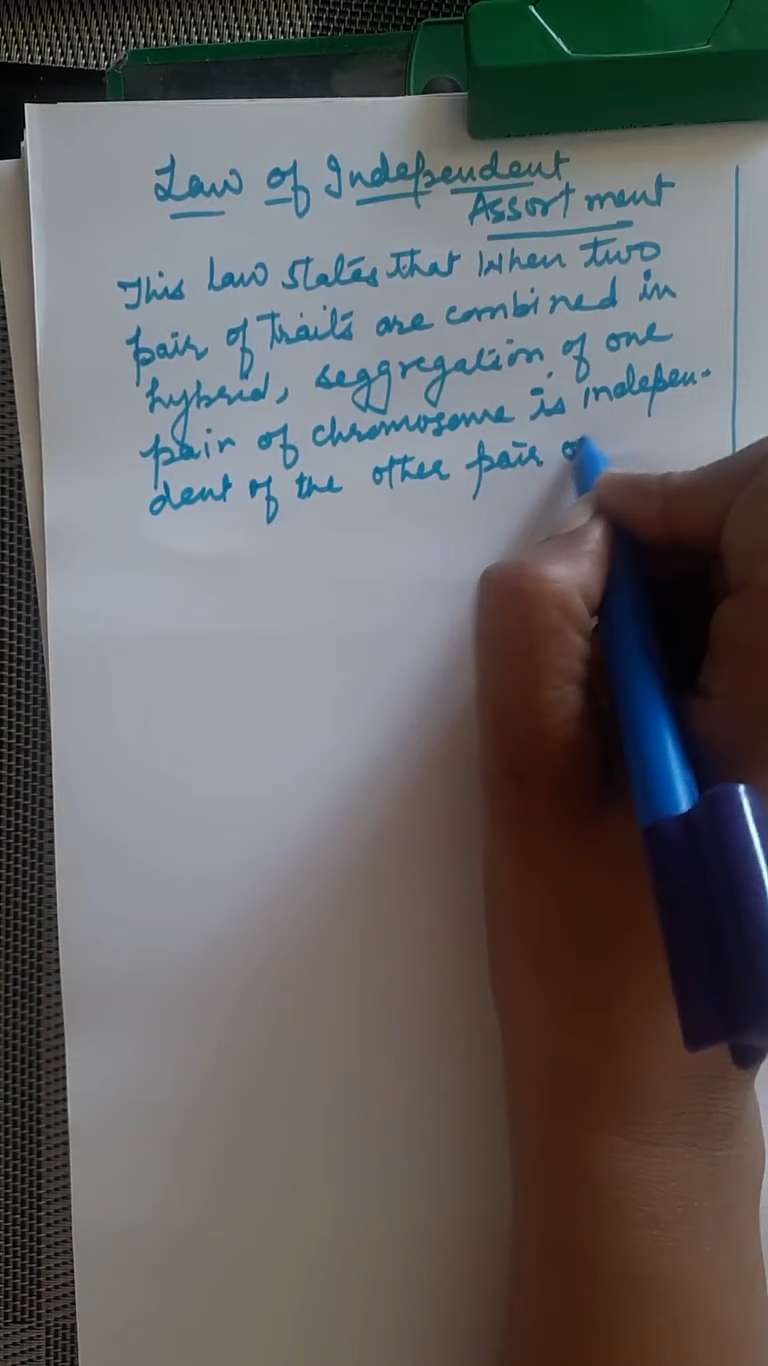 Law of Independent
Assortment
This Law states that when two
pair of traits are combined in
hybrid, seggregation of one
pair of chromosome is indepen-
dent of the other pair o